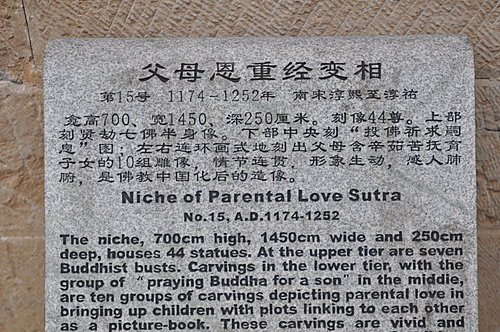 父母恩重经变相
第15号 1174—1252年 南宋淳熙至淳祐
龛高700、宽1450、深250厘米。刻像44尊。上部
刻贤劫七佛半身像。下部中央刻“投佛祈求嗣
息”图；左右连环画式地刻出父母含辛茹苦抚育
子女的10组雕像，情节连贯，形象生动，感人肺
腑，是佛教中国化后的造像。
Niche of Parental Love Sutra
No.15, A.D.1174-1252
The niche, 700cm high, 1450cm wide and 250cm
deep, houses 44 statues. At the upper tier are seven
Buddhist busts. Carvings in the lower tier, with the
group of “praying Buddha for a son” in the middle,
are ten groups of carvings depicting parental love in
bringing up children with plots linking to each other
as a picture-book. These carvings are vivid and